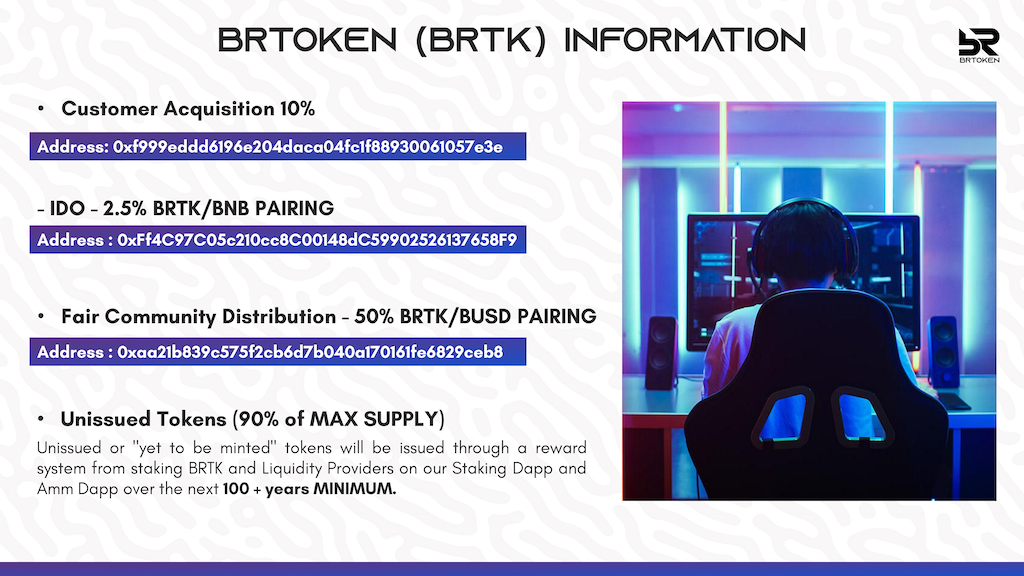 BRTOKEN (BRTK) INFORMATION
BRTOKEN
• Customer Acquisition 10%
Address: 0xf999eddd6196e204daca04fc1f88930061057e3e
- IDO - 2.5% BRTK/BNB PAIRING
Address : 0xFf4C97C05c210cc8C00148dC59902526137658F9
• Fair Community Distribution - 50% BRTK/BUSD PAIRING
Address : 0xaa21b839c575f2cb6d7b040a170161fe6829ceb8
• Unissued Tokens (90% of MAX SUPPLY)
Unissued or "yet to be minted" tokens will be issued through a reward
system from staking BRTK and Liquidity Providers on our Staking Dapp and
Amm Dapp over the next 100 + years MINIMUM.